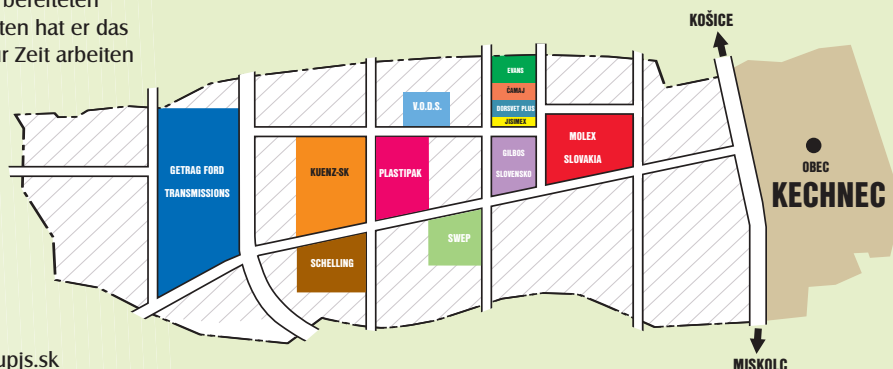 bereiteten
ten hat er das
ur Zeit arbeiten
KOŠICE
EVANS
ČAMAJ
DORSVET PLUS
JISIMEX
V.O.D.S.
MOLEX
SLOVAKIA
GILBOS
SLOVENSKO
GETRAG FORD
TRANSMISSIONS
KUENZ-SK
PLASTIPAK
SCHELLING
SWEP
OBEC
KECHNEC
upjs.sk
MISKOLC